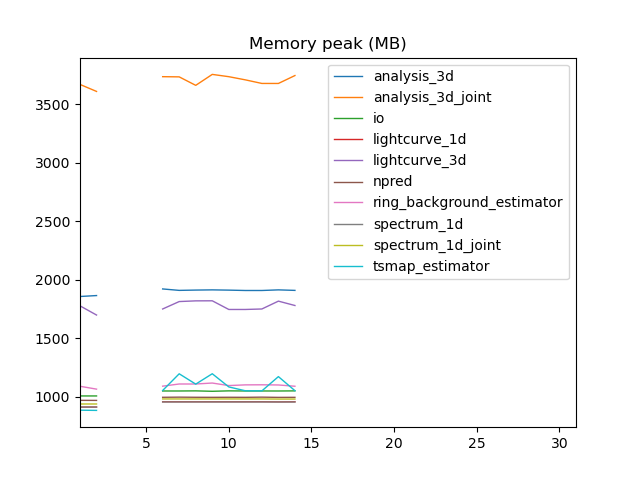 Memory peak (MB)
3500
3000
2500
2000
1500
1000
5
10
15
20
25
30
analysis_3d
analysis_3d_joint
io
lightcurve_1d
lightcurve_3d
npred
ring_background_estimator
spectrum_1d
spectrum_1d_joint
tsmap_estimator